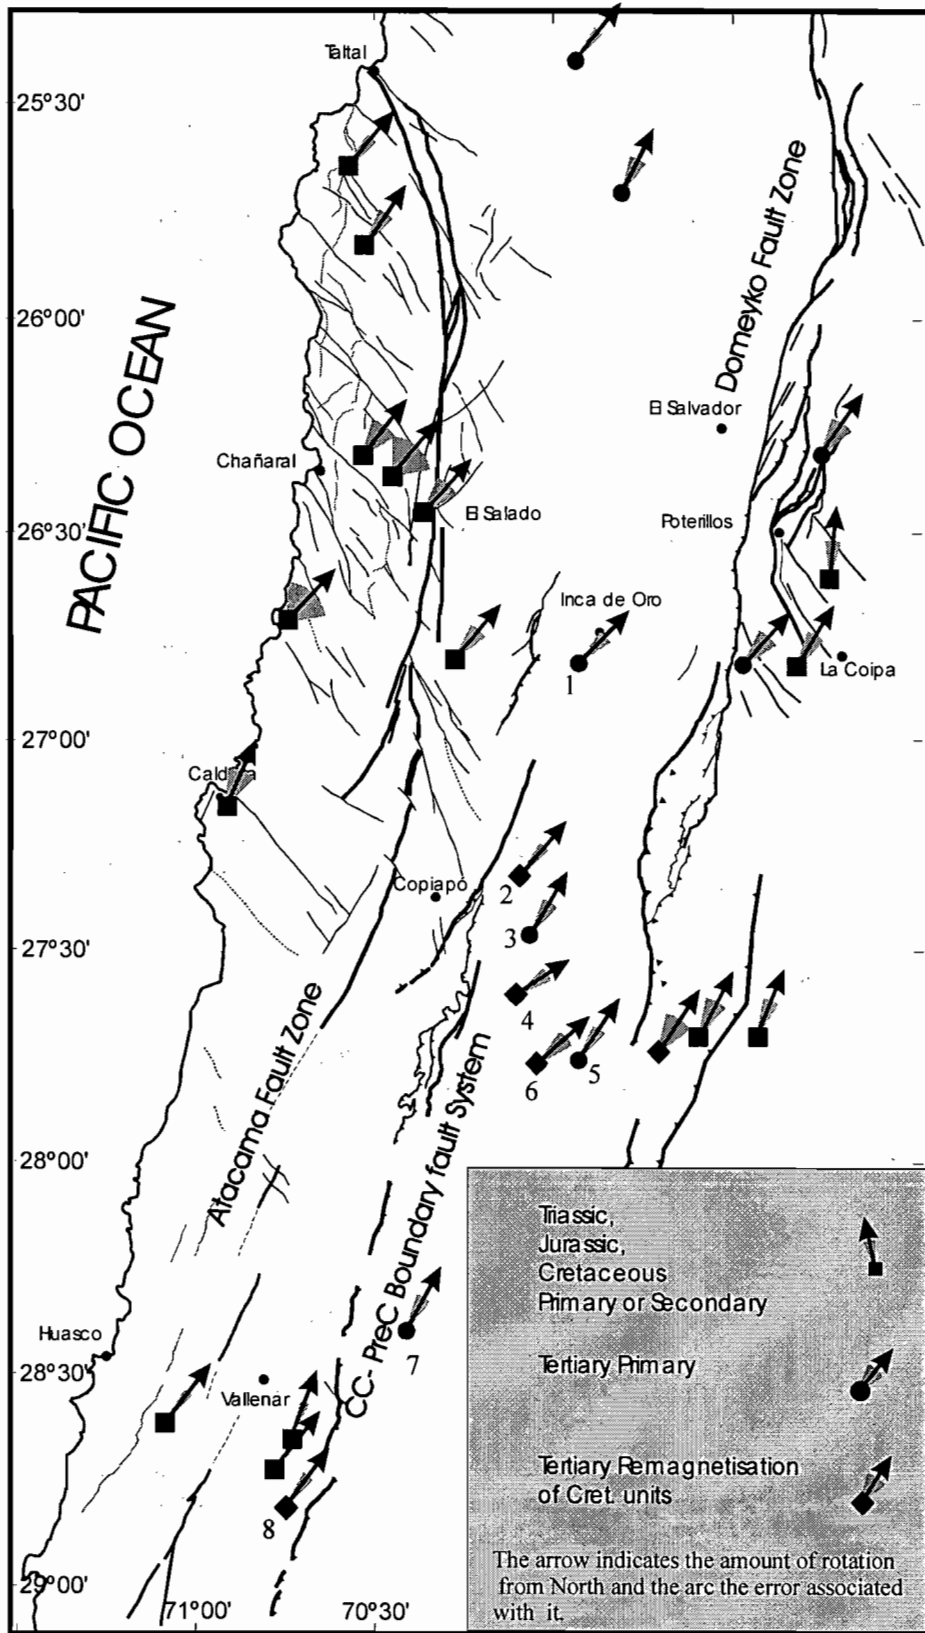 Taltal
25°30'
Domeyko Fault Zone
26°00'
PACIFIC OCEAN
El Salvador
Chañaral
El Salado
Poterillos
26°30'
Inca de Oro
1
La Coipa
27°00'
Caldera
2
Copiapó
3
27°30'
4
Atacama Fault Zone
6
5
CC- PreC Boundary fault System
28°00'
Triassic,
Jurassic,
Cretaceous
Primary or Secondary
Huasco
7
Tertiary Primary
28°30'
Vallenar
Tertiary Remagnetisation
of Cret. units
8
The arrow indicates the amount of rotation
from North and the arc the error associated
with it.
29°00'
71°00'
70°30'